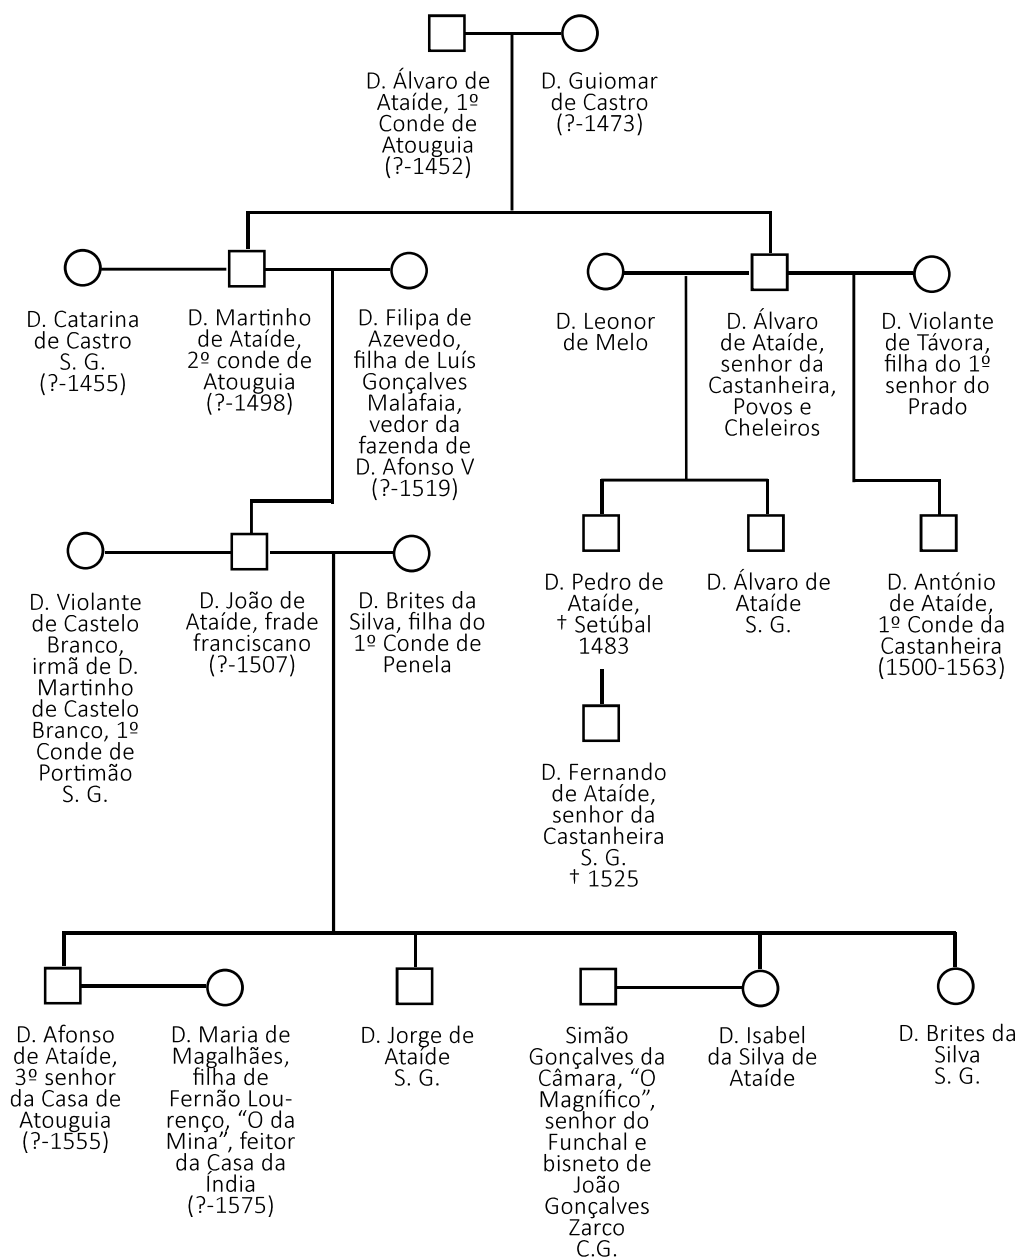 D. Álvaro de
Ataíde, 1º
Conde de
Atouguia
(?-1452)
D. Guiomar
de Castro
(?-1473)
D. Catarina
de Castro
S. G.
(?-1455)
D. Martinho
de Ataíde,
2º conde de
Atouguia
(?-1498)
D. Filipa de
Azevedo,
filha de Luís
Gonçalves
Malafaia,
vedor da
fazenda de
D. Afonso V
(?-1519)
D. Leonor
de Melo
D. Álvaro
de Ataíde,
senhor da
Castanheira,
Povos e
Cheleiros
D. Violante
de Távora,
filha do 1º
senhor do
Prado
D. Violante
de Castelo
Branco,
irmã de D.
Martinho
de Castelo
Branco, 1º
Conde de
Portimão
S. G.
D. João de
Ataíde, frade
franciscano
(?-1507)
D. Brites da
Silva, filha do
1º Conde de
Penela
D. Pedro de
Ataíde,
† Setúbal
1483
D. Álvaro de
Ataíde
S. G.
D. António
de Ataíde,
1º Conde da
Castanheira
(1500-1563)
D. Fernando
de Ataíde,
senhor da
Castanheira
S. G.
† 1525
D. Afonso
de Ataíde,
3º senhor
da Casa de
Atouguia
(?-1555)
D. Maria de
Magalhães,
filha de
Fernão Lou-
renço, “O da
Mina”, feitor
da Casa da
Índia
(?-1575)
D. Jorge de
Ataíde
S. G.
Simão
Gonçalves da
Câmara, “O
Magnífico”,
senhor do
Funchal e
bisneto de
João
Gonçalves
Zarco
C.G.
D. Isabel
da Silva de
Ataíde
D. Brites da
Silva
S. G.